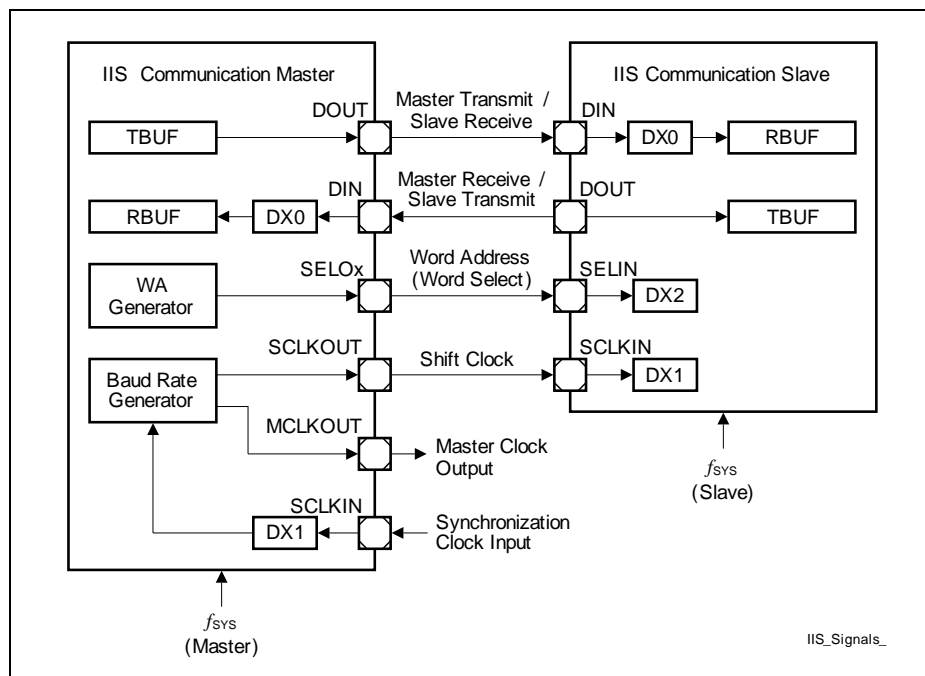 IIS Communication Master
IIS Communication Slave
DOUT
Master Transmit /
Slave Receive
DIN
TBUF
DX0
RBUF
DIN
Master Receive /
Slave Transmit
DOUT
RBUF
DX0
TBUF
SELOx
Word Address
(Word Select)
SELIN
WA
Generator
DX2
SCLKOUT
Shift Clock
SCLKIN
Baud Rate
Generator
DX1
MCLKOUT
Master Clock
Output
SCLKIN
DX1
Synchronization
Clock Input
fSYS
(Slave)
fSYS
(Master)
IIS_Signals_